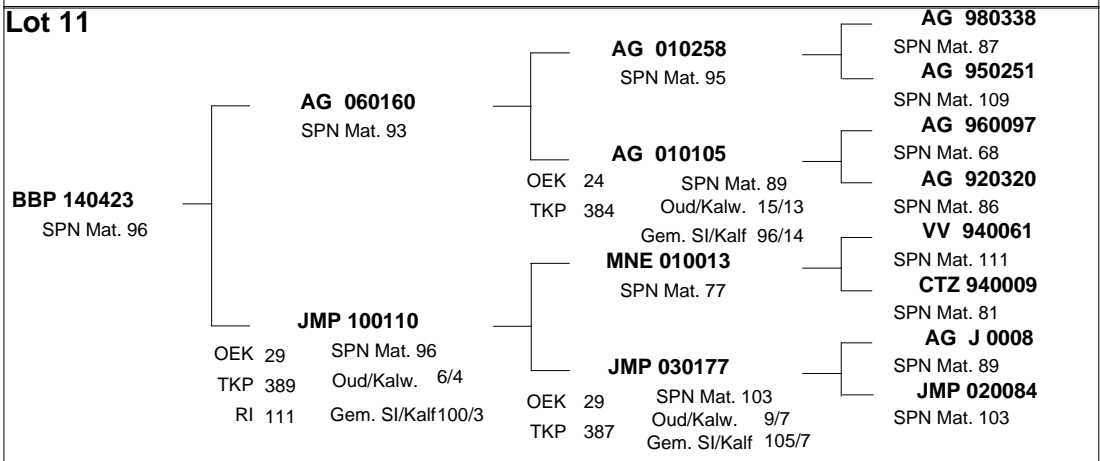 Lot 11
BBP 140423
SPN Mat. 96
AG 060160
SPN Mat. 93
JMP 100110
OEK 29 SPN Mat. 96
TKP 389 Oud/Kalw. 6/4
RI 111 Gem. SI/Kalf 100/3
AG 010258
SPN Mat. 95
AG 010105
OEK 24 SPN Mat. 89
TKP 384 Oud/Kalw. 15/13
Gem. SI/Kalf 96/14
MNE 010013
SPN Mat. 77
JMP 030177
OEK 29 SPN Mat. 103
TKP 387 Oud/Kalw. 9/7
Gem. SI/Kalf 105/7
AG 980338
SPN Mat. 87
AG 950251
SPN Mat. 109
AG 960097
SPN Mat. 68
AG 920320
SPN Mat. 86
VV 940061
SPN Mat. 111
CTZ 940009
SPN Mat. 81
AG J 0008
SPN Mat. 89
JMP 020084
SPN Mat. 103